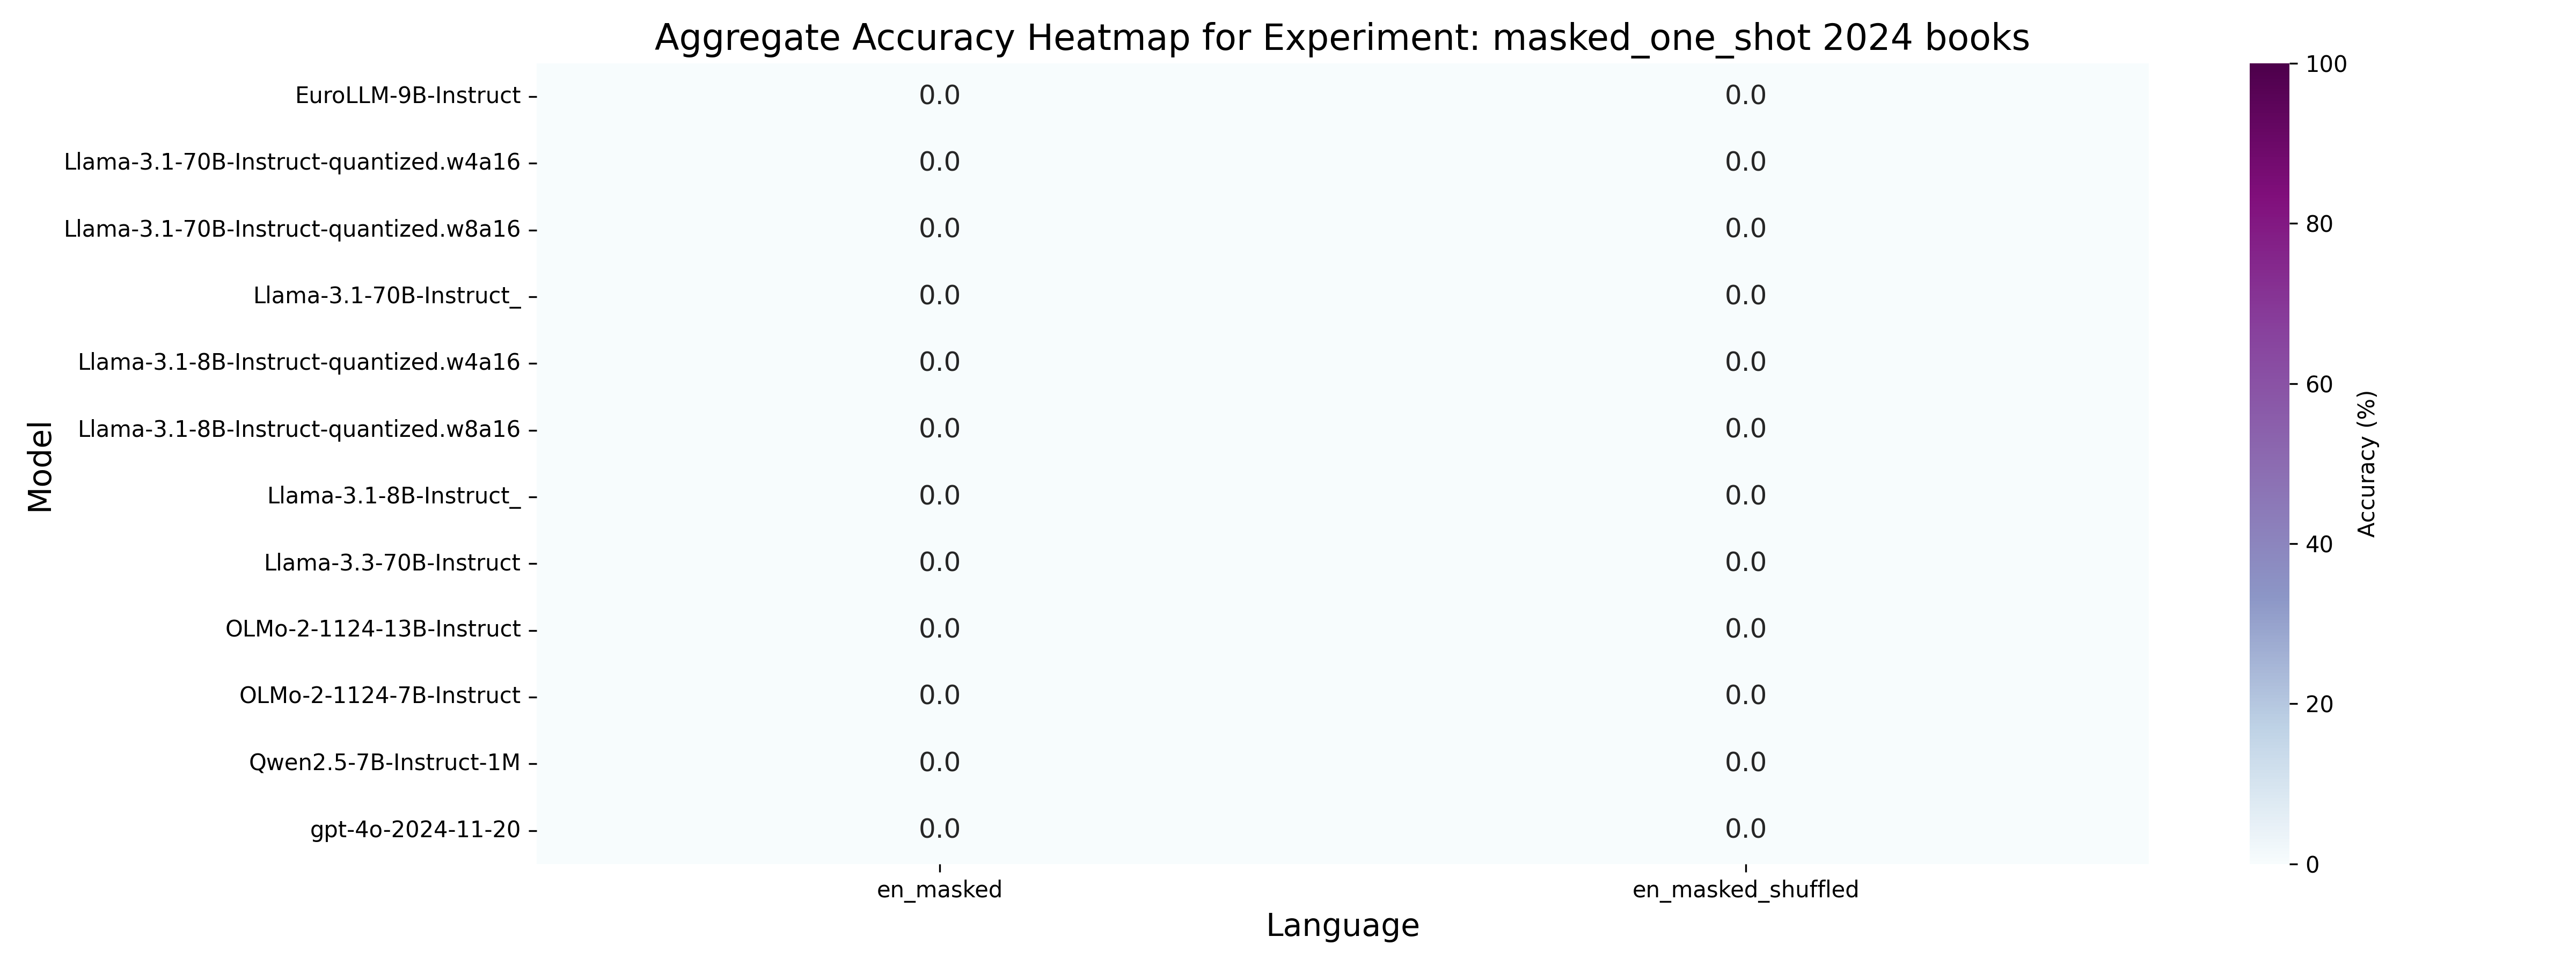 Aggregate Accuracy Heatmap for Experiment: masked_one_shot 2024 books
Model
EuroLLM-9B-Instruct 0.0 0.0
Llama-3.1-70B-Instruct-quantized.w4a16 0.0 0.0
Llama-3.1-70B-Instruct-quantized.w8a16 0.0 0.0
Llama-3.1-70B-Instruct_ 0.0 0.0
Llama-3.1-8B-Instruct-quantized.w4a16 0.0 0.0
Llama-3.1-8B-Instruct-quantized.w8a16 0.0 0.0
Llama-3.1-8B-Instruct_ 0.0 0.0
Llama-3.3-70B-Instruct 0.0 0.0
OLMo-2-1124-13B-Instruct 0.0 0.0
OLMo-2-1124-7B-Instruct 0.0 0.0
Qwen2.5-7B-Instruct-1M 0.0 0.0
gpt-4o-2024-11-20 0.0 0.0
en_masked en_masked_shuffled
Language
100
80
60
40
20
0
Accuracy (%)